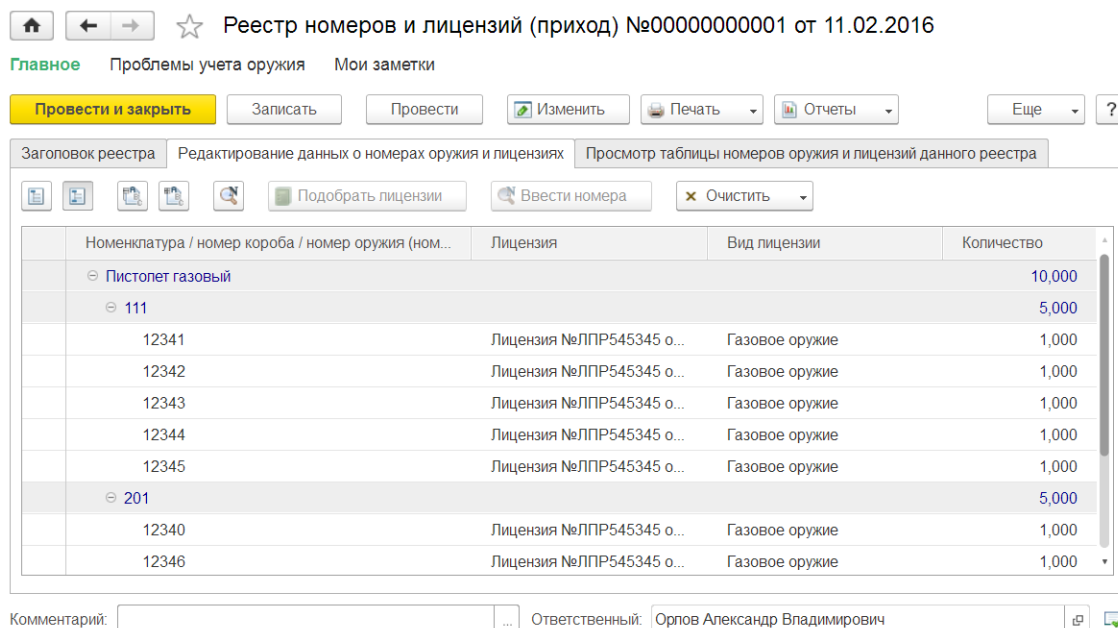 Реестр номеров и лицензий (приход) №00000000001 от 11.02.2016
Главное Проблемы учета оружия Мои заметки
Провести и закрыть Записать Провести Изменить Печать Отчеты Еще ?
Заголовок реестра Редактирование данных о номерах оружия и лицензиях Просмотр таблицы номеров оружия и лицензий данного реестра
Подобрать лицензии Ввести номера Очистить
Номенклатура / номер короба / номер оружия (ном... Лицензия Вид лицензии Количество
Пистолет газовый 10,000
111 5,000
12341 Лицензия №ЛПР545345 о... Газовое оружие 1,000
12342 Лицензия №ЛПР545345 о... Газовое оружие 1,000
12343 Лицензия №ЛПР545345 о... Газовое оружие 1,000
12344 Лицензия №ЛПР545345 о... Газовое оружие 1,000
12345 Лицензия №ЛПР545345 о... Газовое оружие 1,000
201 5,000
12340 Лицензия №ЛПР545345 о... Газовое оружие 1,000
12346 Лицензия №ЛПР545345 о... Газовое оружие 1,000
Комментарий: ... Ответственный: Орлов Александр Владимирович